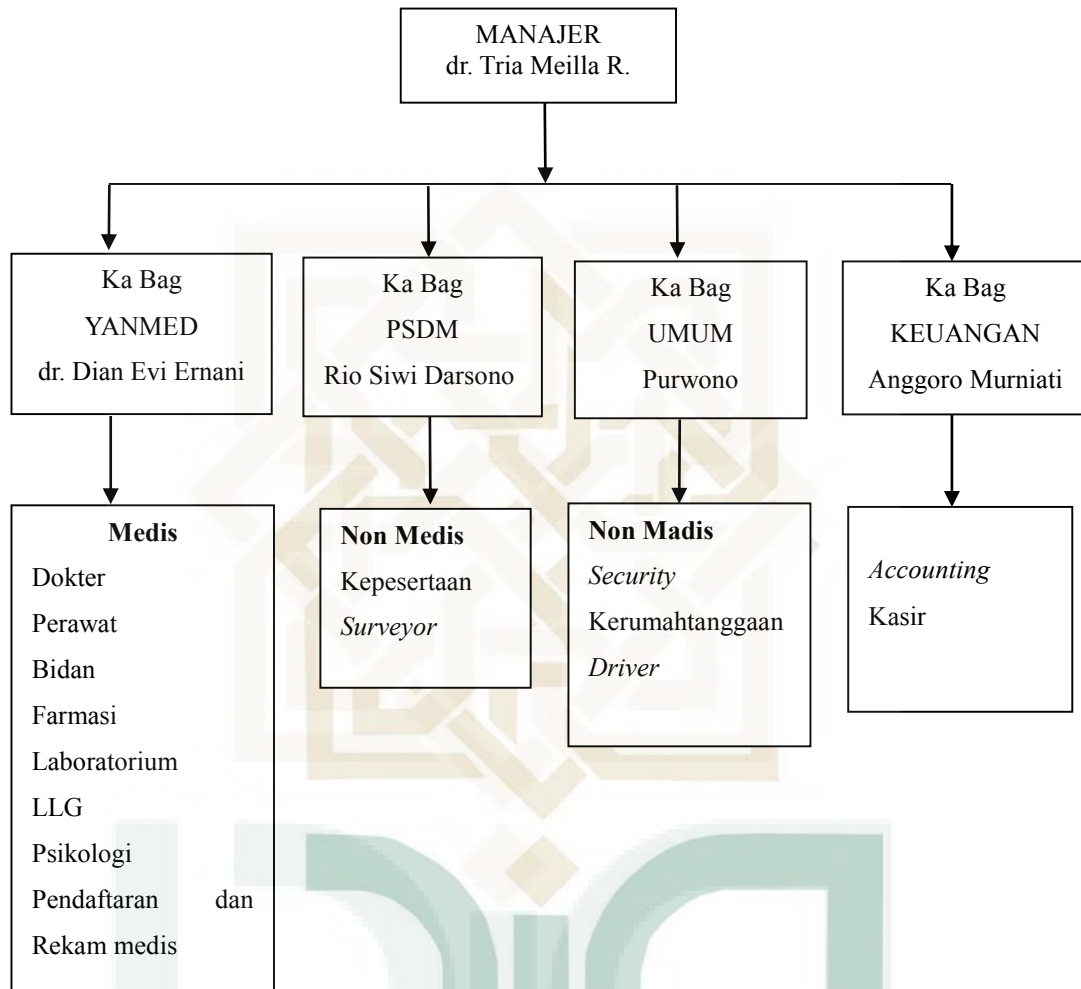 MANAJER
dr. Tria Meilla R.
Ka Bag
YANMED
dr. Dian Evi Ernani
Ka Bag
PSDM
Rio Siwi Darsono
Ka Bag
UMUM
Purwono
Ka Bag
KEUANGAN
Anggoro Murniati
Medis
Dokter
Perawat
Bidan
Farmasi
Laboratorium
LLG
Psikologi
Pendaftaran dan
Rekam medis
Non Medis
Kepesertaan
Surveyor
Non Madis
Security
Kerumahtanggaan
Driver
Accounting
Kasir